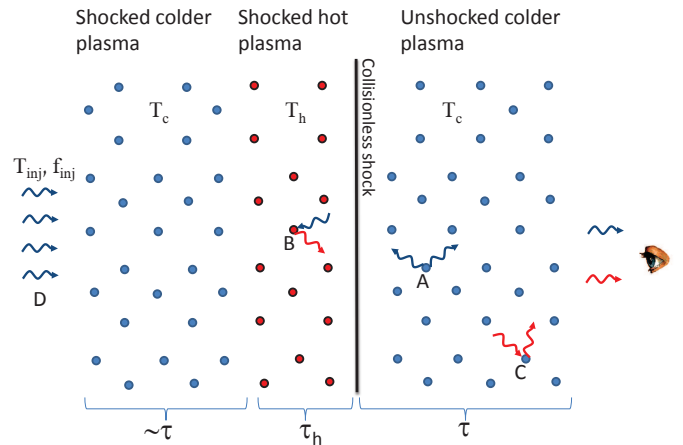 Shocked colder
plasma
Shocked hot
plasma
Unshocked colder
plasma
Collisionless shock
T_c
T_h
T_c
T_inj, f_inj
D
B
A
C
~τ
τ_h
τ